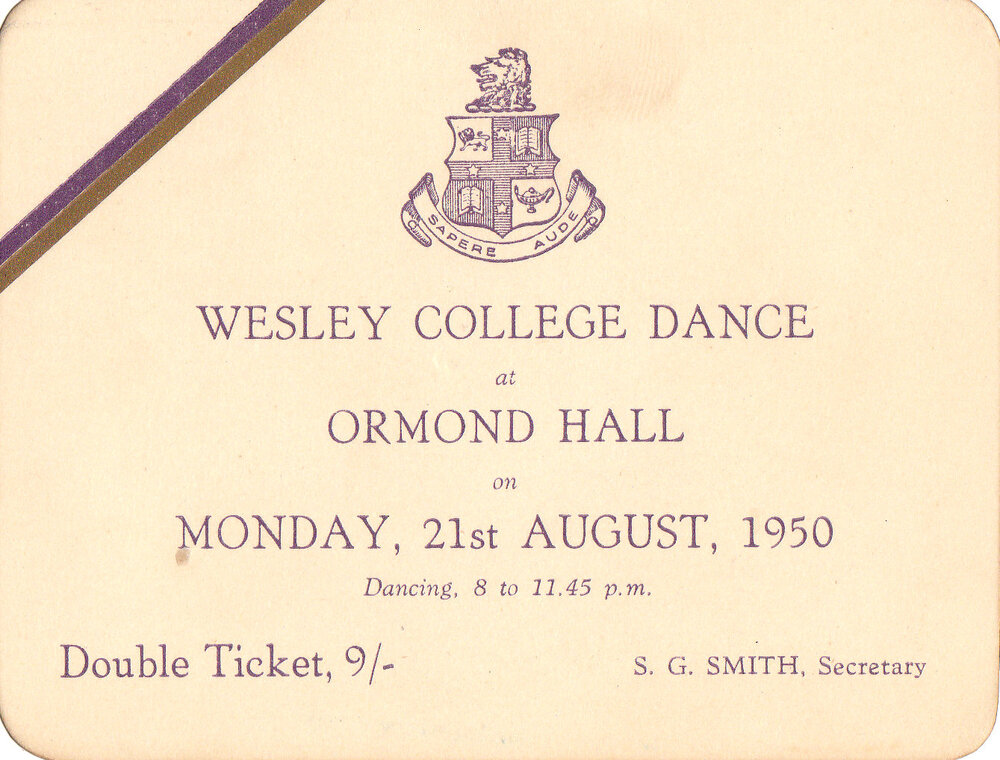 SAPERE AUDE
WESLEY COLLEGE DANCE
at
ORMOND HALL
on
MONDAY, 21st AUGUST, 1950
Dancing, 8 to 11.45 p.m.
Double Ticket, 9/-
S. G. SMITH, Secretary